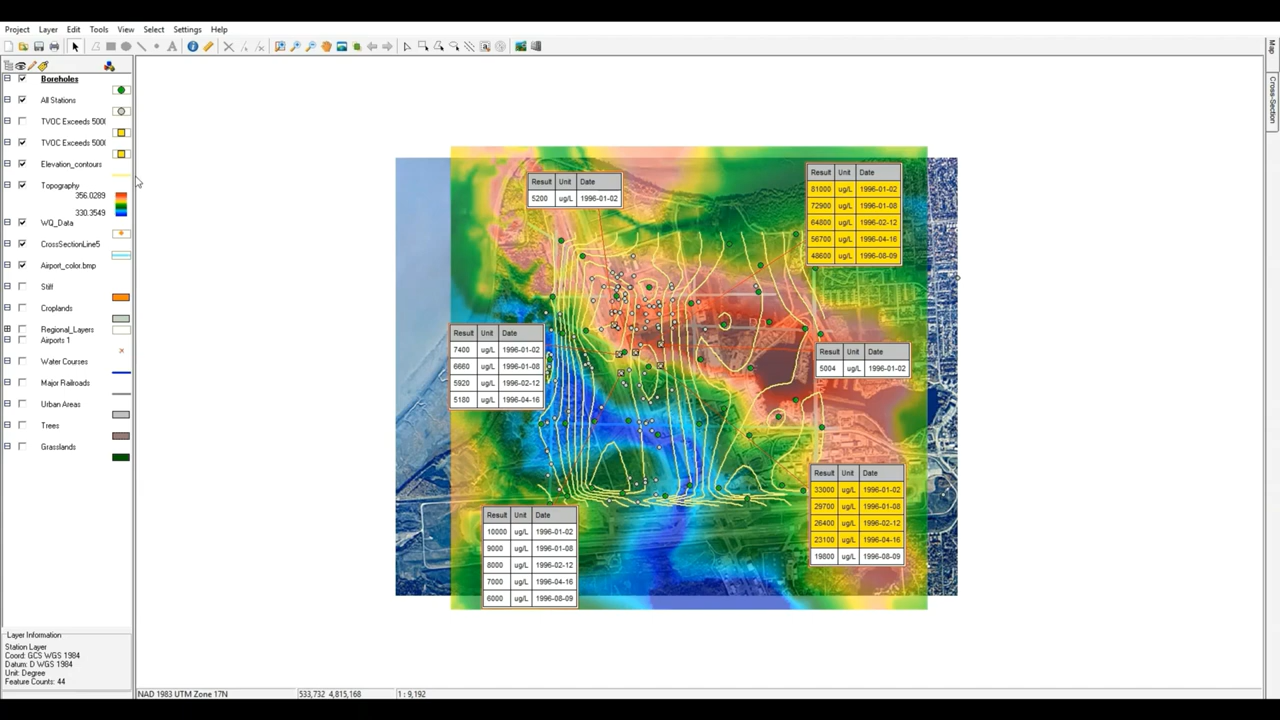 Project Layer Edit Tools View Select Settings Help
Map
Cross-Section
Boreholes
All Stations
TVOC Exceeds 500(
TVOC Exceeds 500(
Elevation_contours
Topography
356.0289
330.3549
WQ_Data
CrossSectionLine5
Airport_color.bmp
Stiff
Croplands
Regional_Layers
Airports 1
Water Courses
Major Railroads
Urban Areas
Trees
Grasslands
Layer Information
Station Layer
Coord: GCS WGS 1984
Datum: D WGS 1984
Unit: Degree
Feature Counts: 44
Result Unit Date
5200 ug/L 1996-01-02
Result Unit Date
81000 ug/L 1996-01-02
72900 ug/L 1996-01-08
64800 ug/L 1996-02-12
56700 ug/L 1996-04-16
48600 ug/L 1996-08-09
Result Unit Date
7400 ug/L 1996-01-02
6660 ug/L 1996-01-08
5920 ug/L 1996-02-12
5180 ug/L 1996-04-16
Result Unit Date
5004 ug/L 1996-01-02
Result Unit Date
33000 ug/L 1996-01-02
29700 ug/L 1996-01-08
26400 ug/L 1996-02-12
23100 ug/L 1996-04-16
19800 ug/L 1996-08-09
Result Unit Date
10000 ug/L 1996-01-02
9000 ug/L 1996-01-08
8000 ug/L 1996-02-12
7000 ug/L 1996-04-16
6000 ug/L 1996-08-09
NAD 1983 UTM Zone 17N 533,732 4,815,168 1 : 9,192